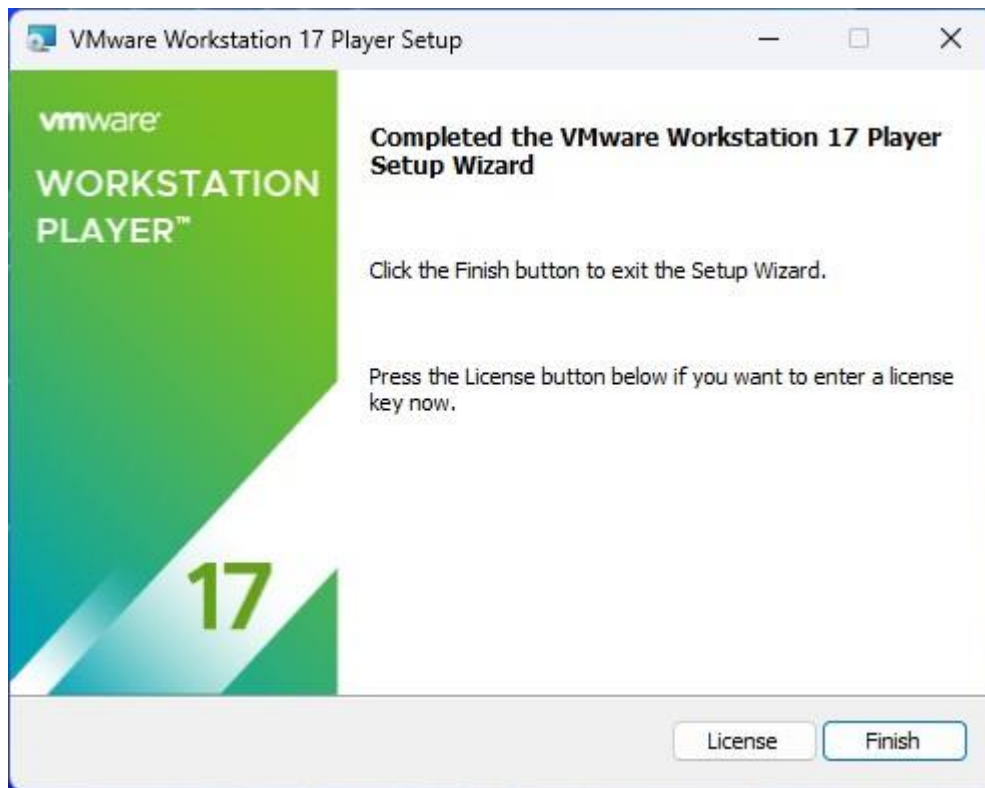 VMware Workstation 17 Player Setup
vmware®
WORKSTATION
PLAYER™
17
Completed the VMware Workstation 17 Player
Setup Wizard
Click the Finish button to exit the Setup Wizard.
Press the License button below if you want to enter a license
key now.
License
Finish